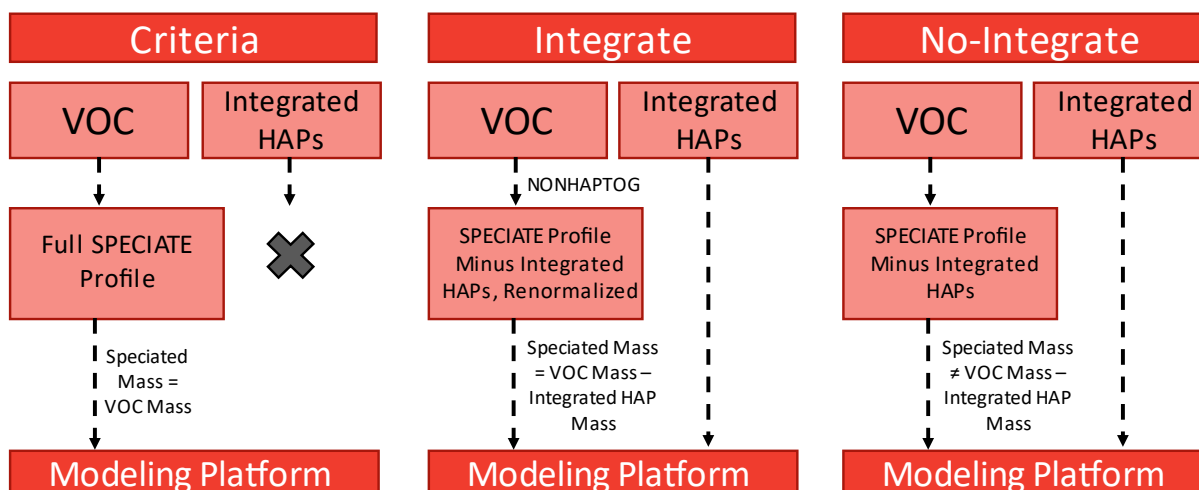 Criteria
VOC
Integrated
HAPs
Full SPECIATE
Profile
Speciated
Mass =
VOC Mass
Modeling Platform
Integrate
VOC
Integrated
HAPs
NONHAPTOG
SPECIATE Profile
Minus Integrated
HAPs, Renormalized
Speciated Mass
= VOC Mass –
Integrated HAP
Mass
Modeling Platform
No-Integrate
VOC
Integrated
HAPs
SPECIATE Profile
Minus Integrated
HAPs
Speciated Mass
≠ VOC Mass –
Integrated HAP
Mass
Modeling Platform